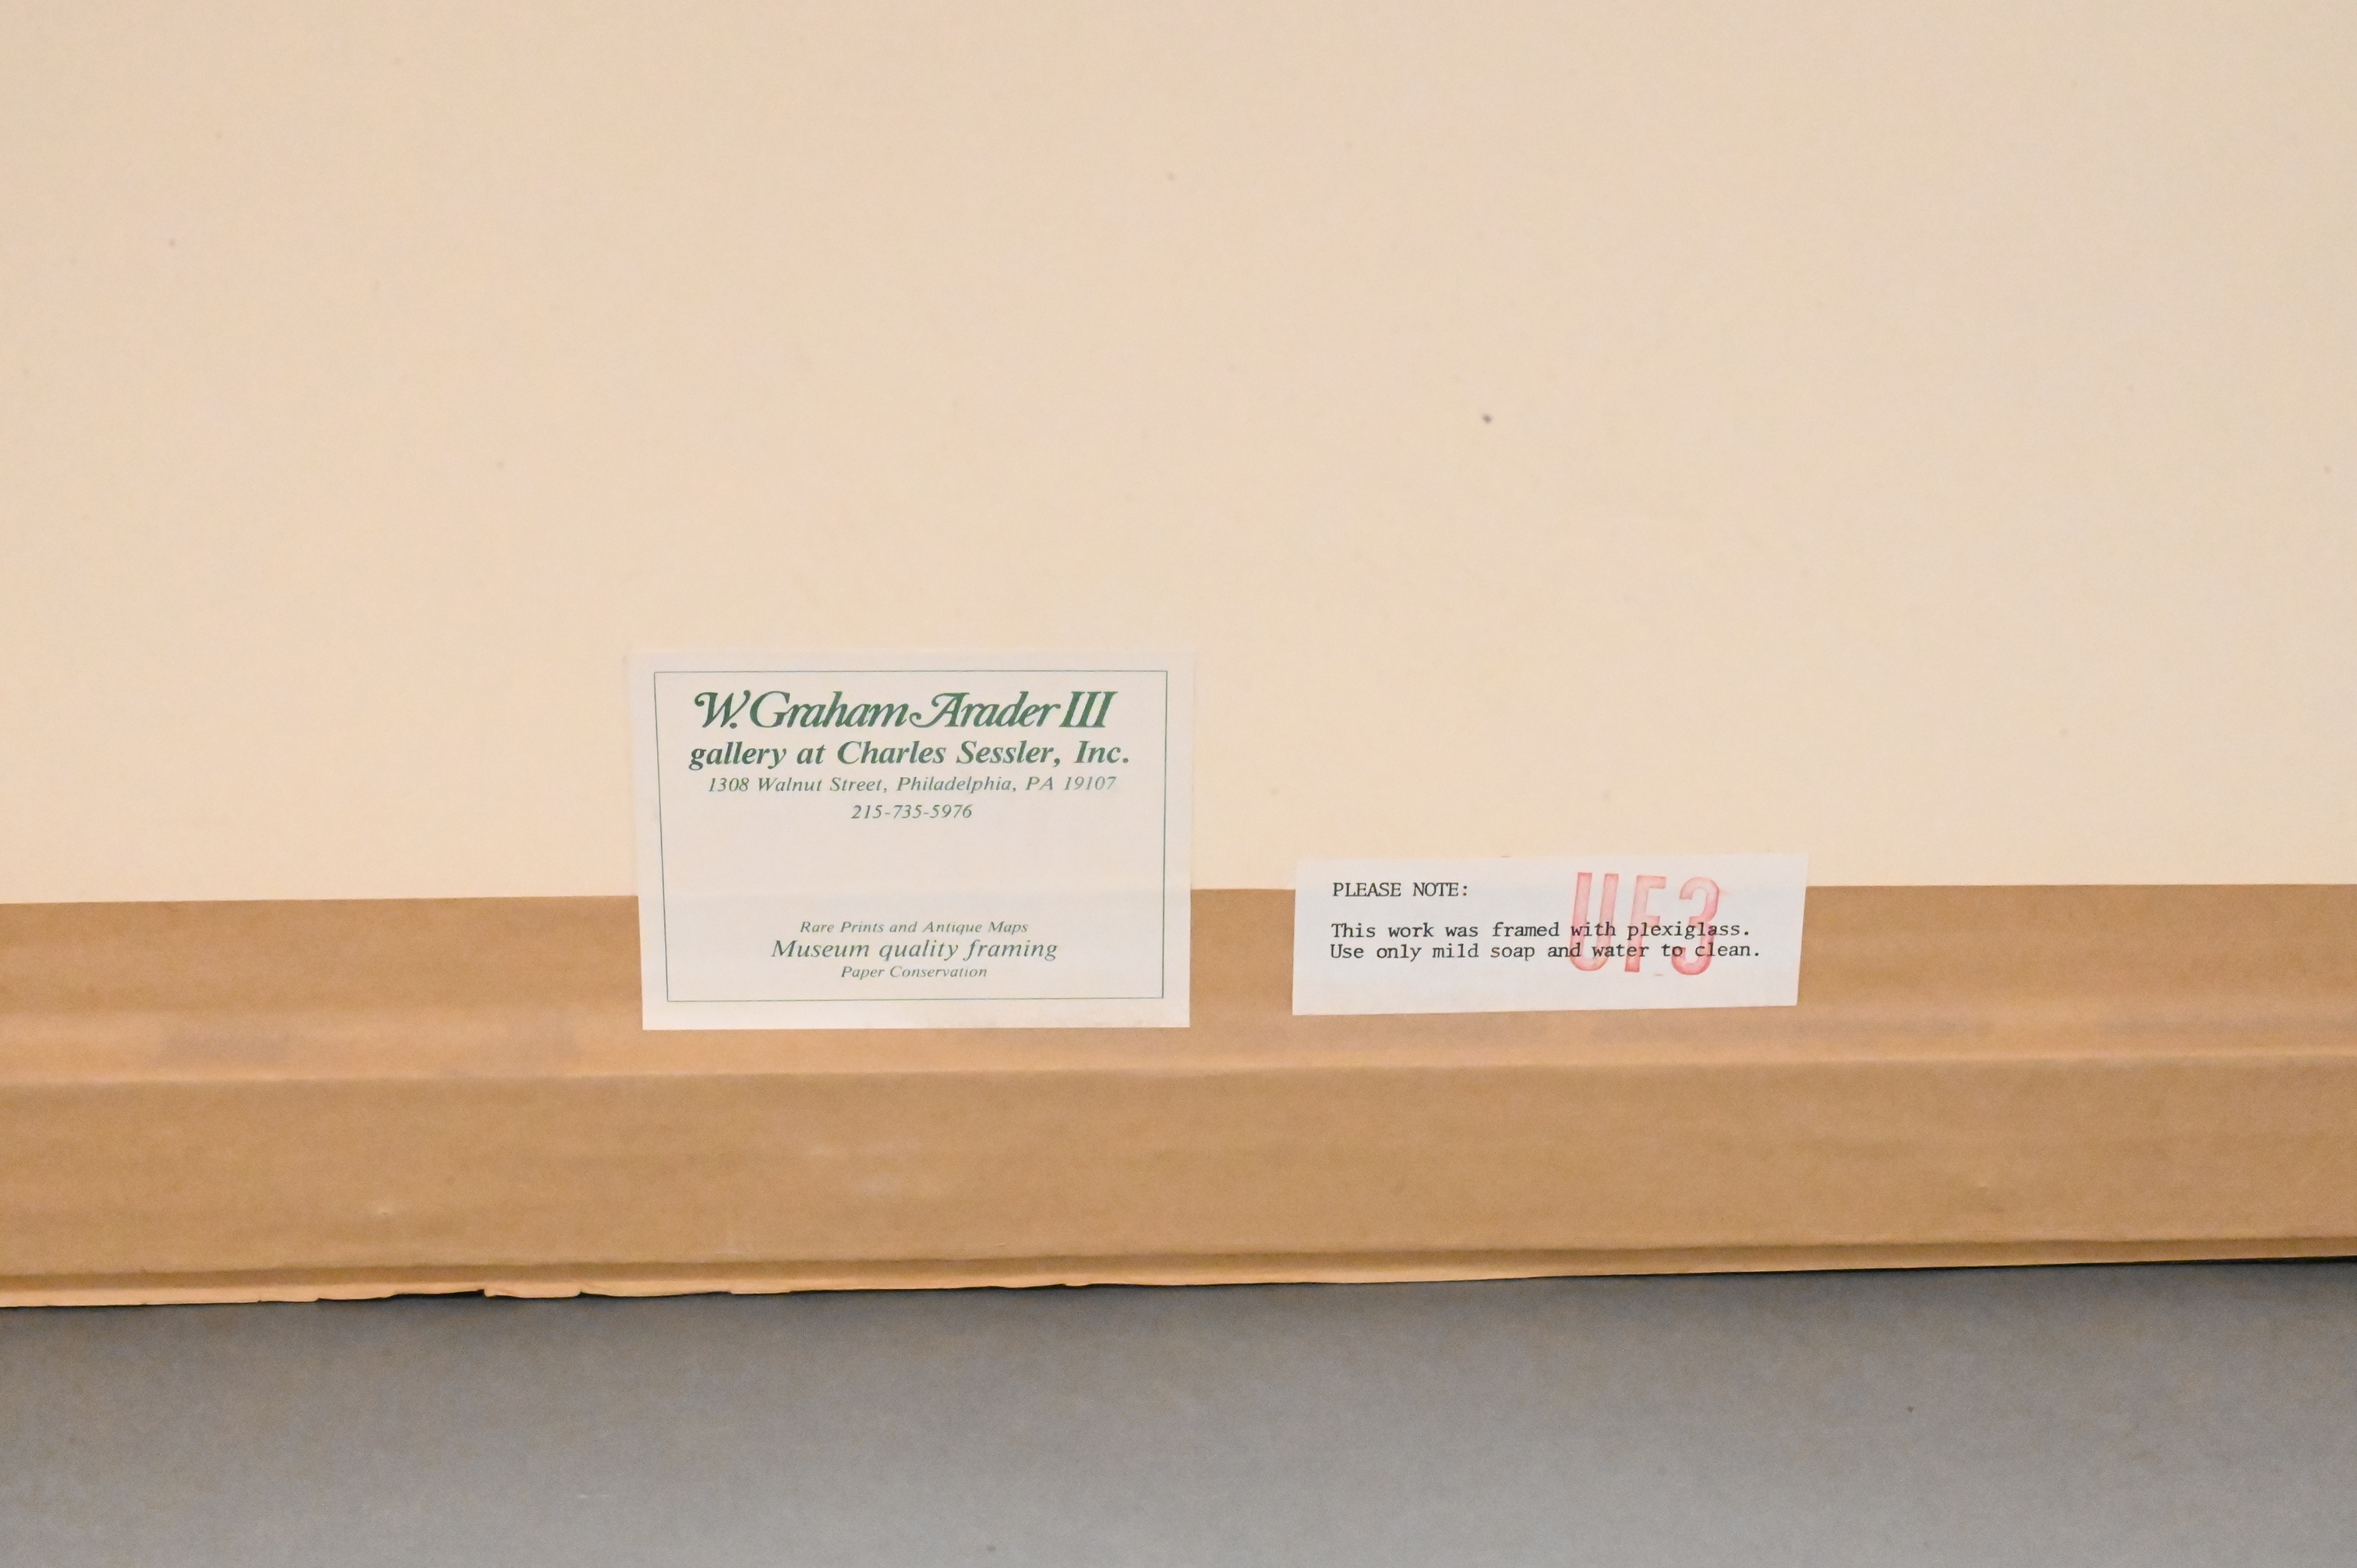 W. Graham Arader III
gallery at Charles Sessler, Inc.
1308 Walnut Street, Philadelphia, PA 19107
215-735-5976
Rare Prints and Antique Maps
Museum quality framing
Paper Conservation
PLEASE NOTE:
UF3
This work was framed with plexiglass.
Use only mild soap and water to clean.